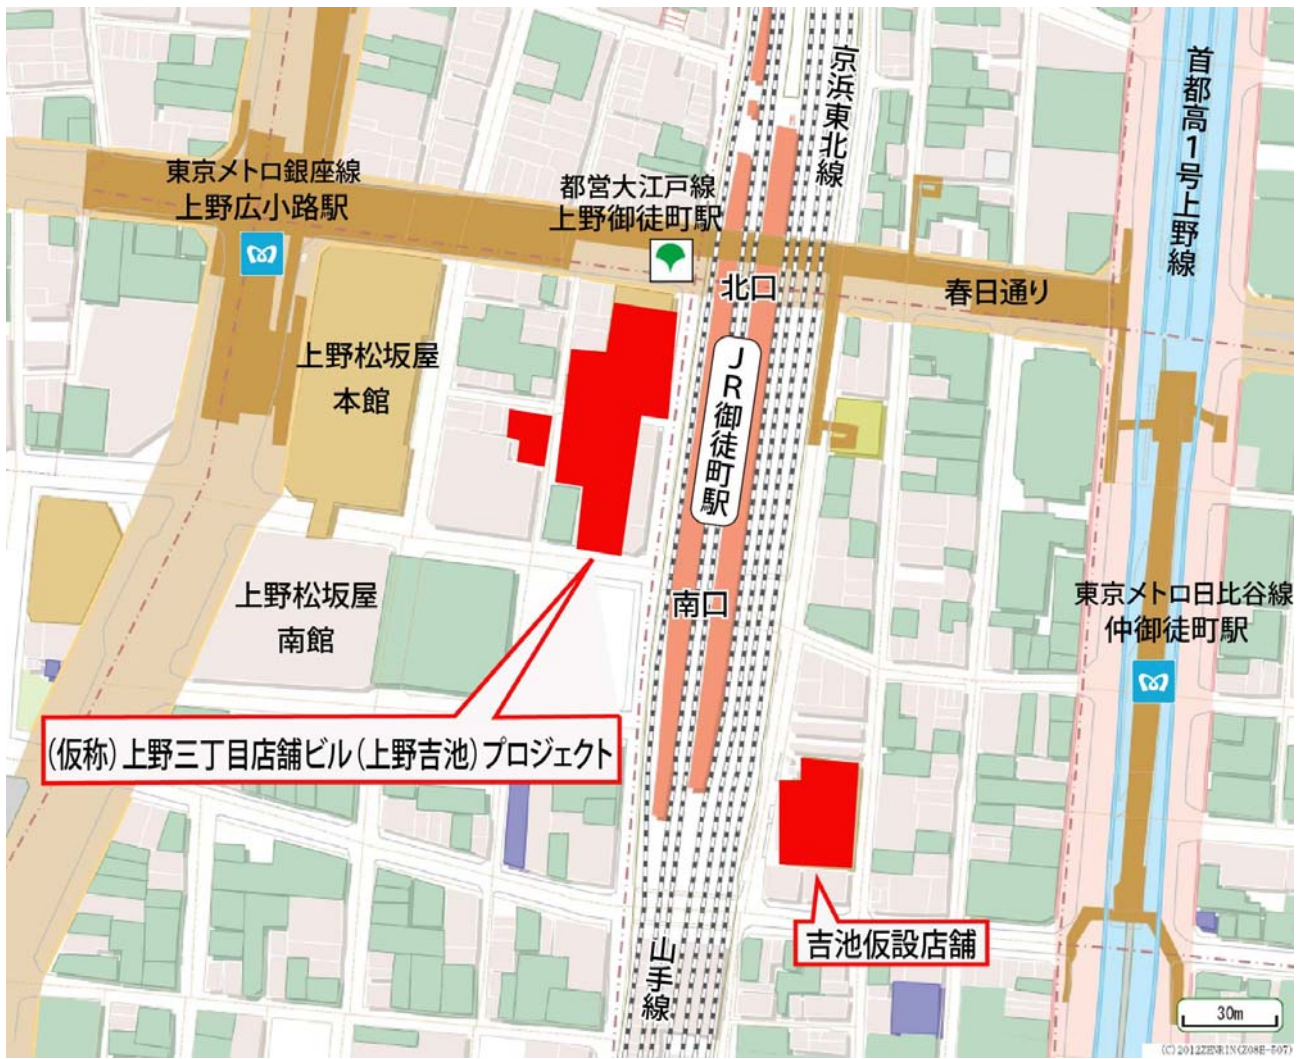 京浜東北線
首都高1号上野線
東京メトロ銀座線
上野広小路駅
都営大江戸線
上野御徒町駅
北口
春日通り
上野松坂屋
本館
JR御徒町駅
上野松坂屋
南館
南口
東京メトロ日比谷線
仲御徒町駅
(仮称)上野三丁目店舗ビル(上野吉池)プロジェクト
吉池仮設店舗
山手線
30m
(C)2012ZENRIN(Z08E-507)